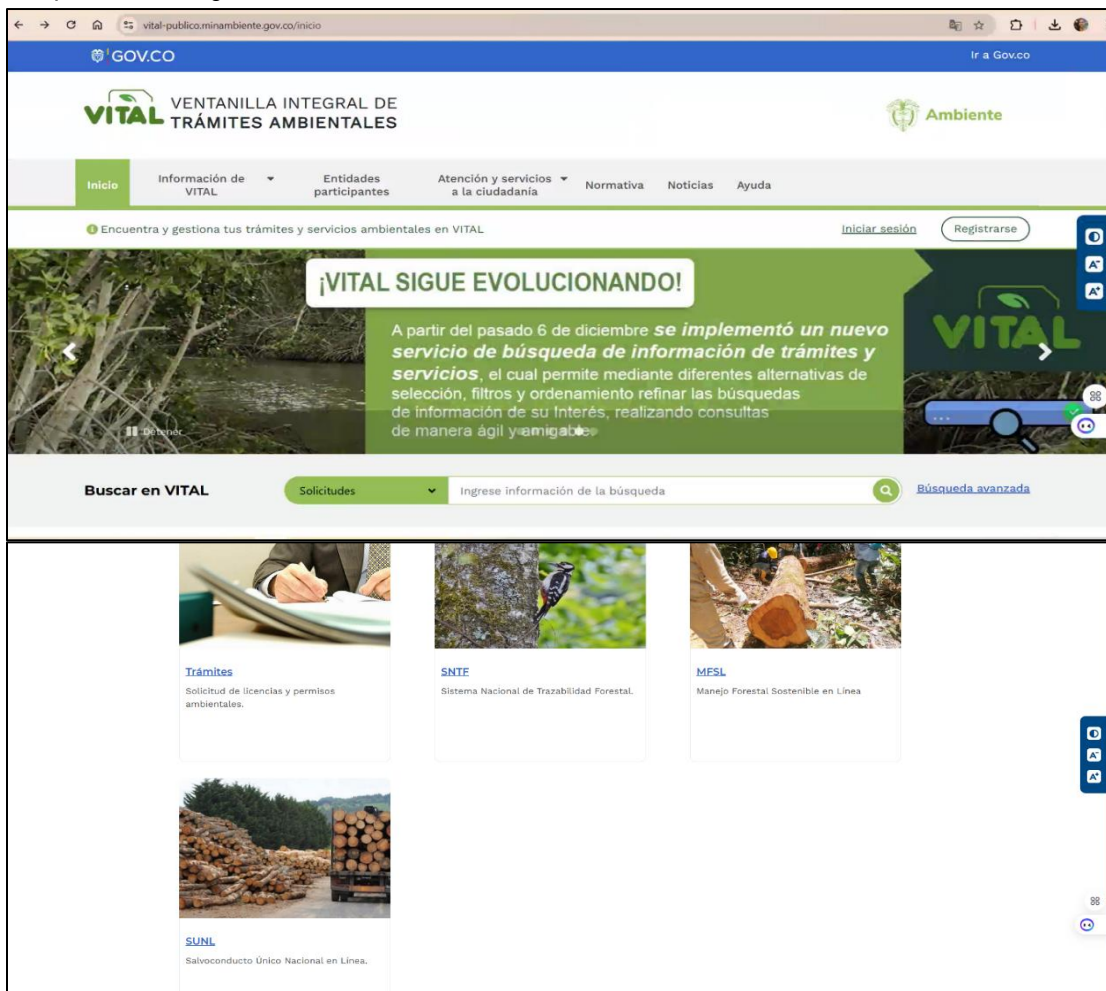 vital-publico.minambiente.gov.co/inicio
GOV.CO
Ir a Gov.co
VITAL
VENTANILLA INTEGRAL DE
TRÁMITES AMBIENTALES
Ambiente
Inicio
Información de
VITAL
Entidades
participantes
Atención y servicios
a la ciudadanía
Normativa
Noticias
Ayuda
Encuentra y gestiona tus trámites y servicios ambientales en VITAL
Iniciar sesión
Registrarse
A-
A+
¡VITAL SIGUE EVOLUCIONANDO!
A partir del pasado 6 de diciembre se implementó un nuevo
servicio de búsqueda de información de trámites y
servicios, el cual permite mediante diferentes alternativas de
selección, filtros y ordenamiento refinar las búsquedas
de información de su Interés, realizando consultas
de manera ágil y amigable.
VITAL
Detener
Buscar en VITAL
Solicitudes
Ingrese información de la búsqueda
Búsqueda avanzada
Trámites
Solicitud de licencias y permisos
ambientales.
SNTF
Sistema Nacional de Trazabilidad Forestal.
MFSL
Manejo Forestal Sostenible en Línea
A-
A+
SUNL
Salvoconducto Único Nacional en Línea.